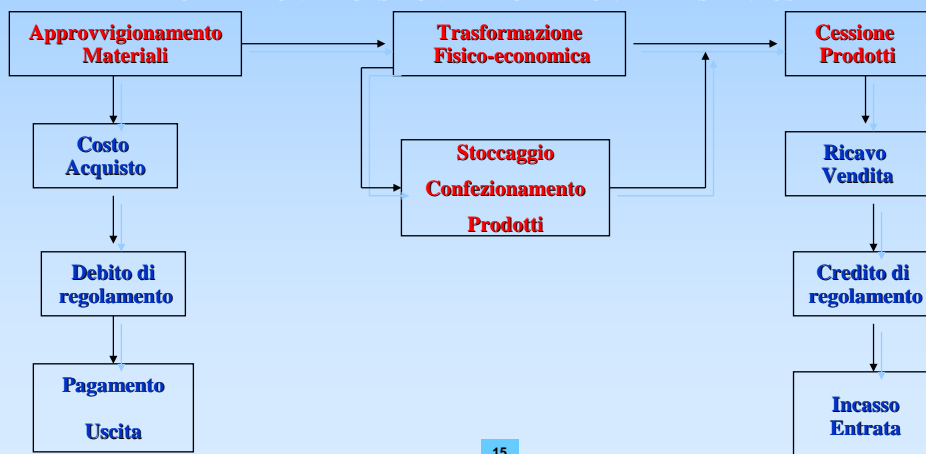 Approvvigionamento
Materiali
Trasformazione
Fisico-economica
Cessione
Prodotti
Costo
Acquisto
Stoccaggio
Confezionamento
Prodotti
Ricavo
Vendita
Debito di
regolamento
Credito di
regolamento
Pagamento
Uscita
Incasso
Entrata
15